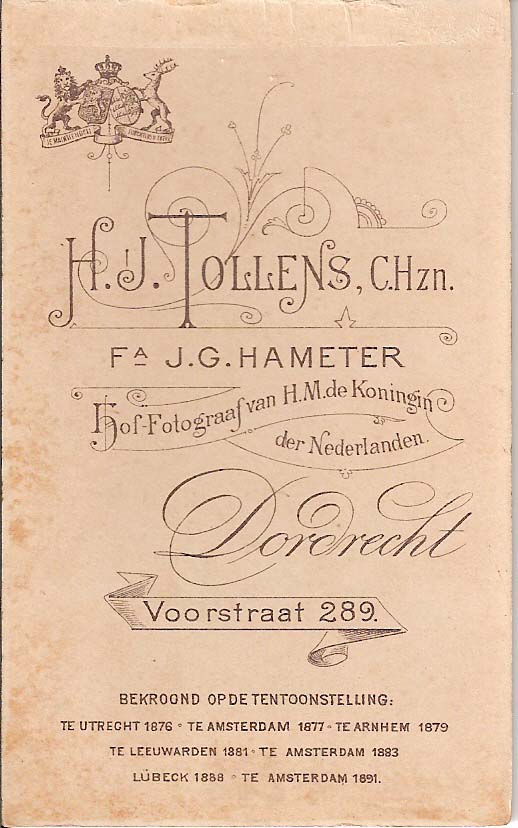 JE MAINTIENDRAI
H.J. TOLLENS, C.Hzn.
FA J.G. HAMETER
Hof-Fotograaf van H.M. de Koningin
der Nederlanden.
Dordrecht
Voorstraat 289.
BEKROOND OP DE TENTOONSTELLING:
TE UTRECHT 1876 ∘ TE AMSTERDAM 1877 ∘ TE ARNHEM 1879
TE LEEUWARDEN 1881 ∘ TE AMSTERDAM 1883
LÜBECK 1888 ∘ TE AMSTERDAM 1891.